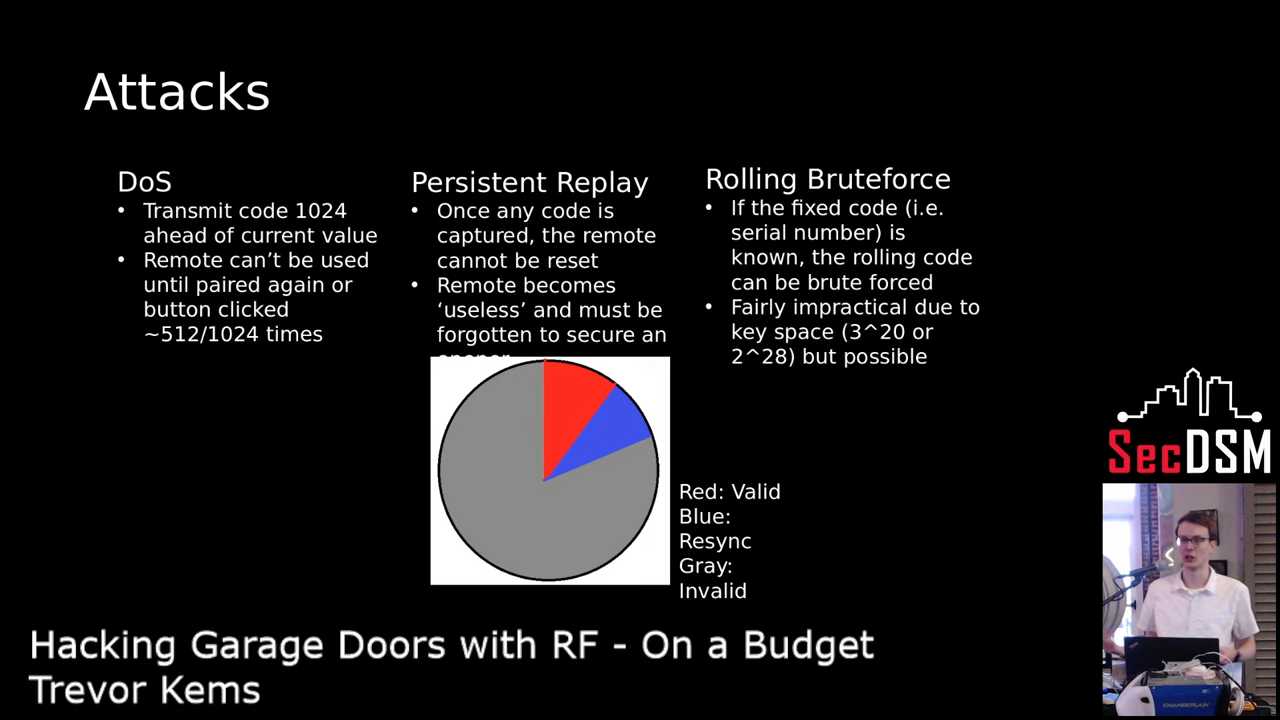 Attacks
DoS
• Transmit code 1024
ahead of current value
• Remote can’t be used
until paired again or
button clicked
~512/1024 times
Persistent Replay
• Once any code is
captured, the remote
cannot be reset
• Remote becomes
‘useless’ and must be
forgotten to secure an
Rolling Bruteforce
• If the fixed code (i.e.
serial number) is
known, the rolling code
can be brute forced
• Fairly impractical due to
key space (3^20 or
2^28) but possible
Red: Valid
Blue:
Resync
Gray:
Invalid
SecDSM
CHAMBERLAIN
Hacking Garage Doors with RF - On a Budget
Trevor Kems